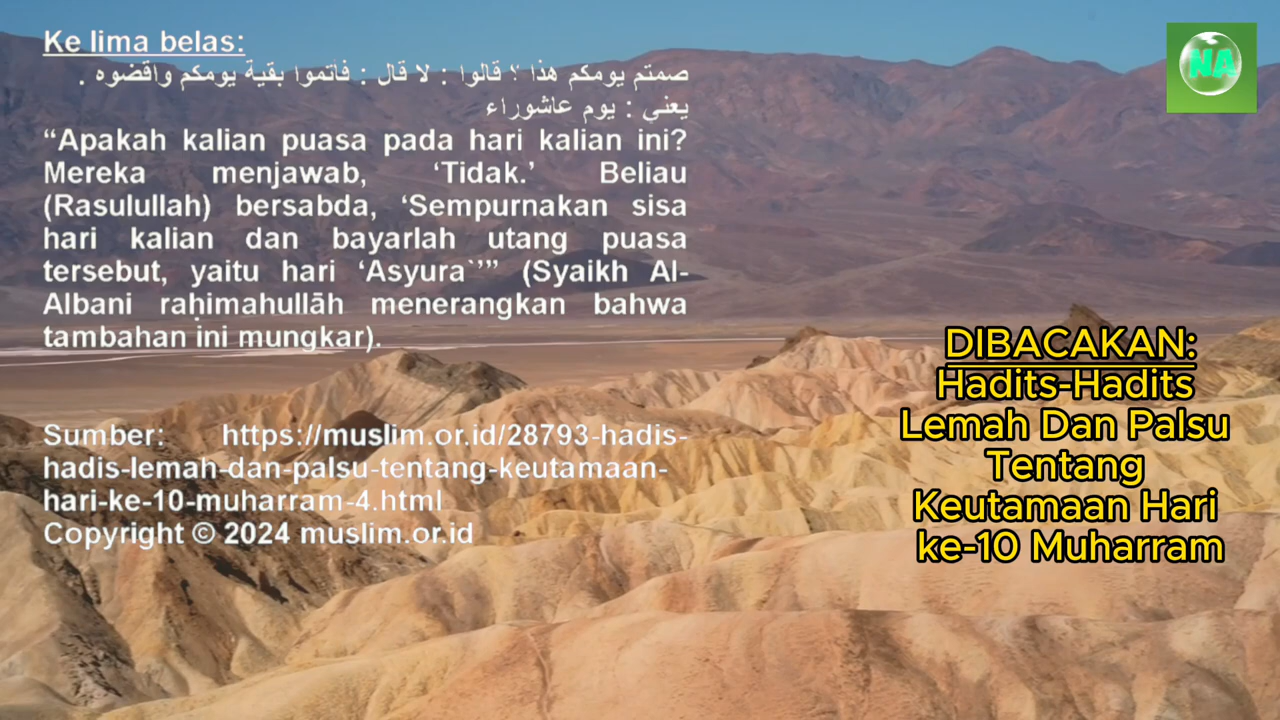 Ke lima belas:
صمتم يومكم هذا ؟ قالوا : لا قال : فأتموا بقية يومكم واقضوه .
يعني : يوم عاشوراء
“Apakah kalian puasa pada hari kalian ini?
Mereka menjawab, ‘Tidak.’ Beliau
(Rasulullah) bersabda, ‘Sempurnakan sisa
hari kalian dan bayarlah utang puasa
tersebut, yaitu hari ‘Asyura`’” (Syaikh Al-
Albani raḥimahullāh menerangkan bahwa
tambahan ini mungkar).
Sumber: https://muslim.or.id/28793-hadis-
hadis-lemah-dan-palsu-tentang-keutamaan-
hari-ke-10-muharram-4.html
Copyright © 2024 muslim.or.id
NA
DIBACAKAN:
Hadits-Hadits
Lemah Dan Palsu
Tentang
Keutamaan Hari
ke-10 Muharram